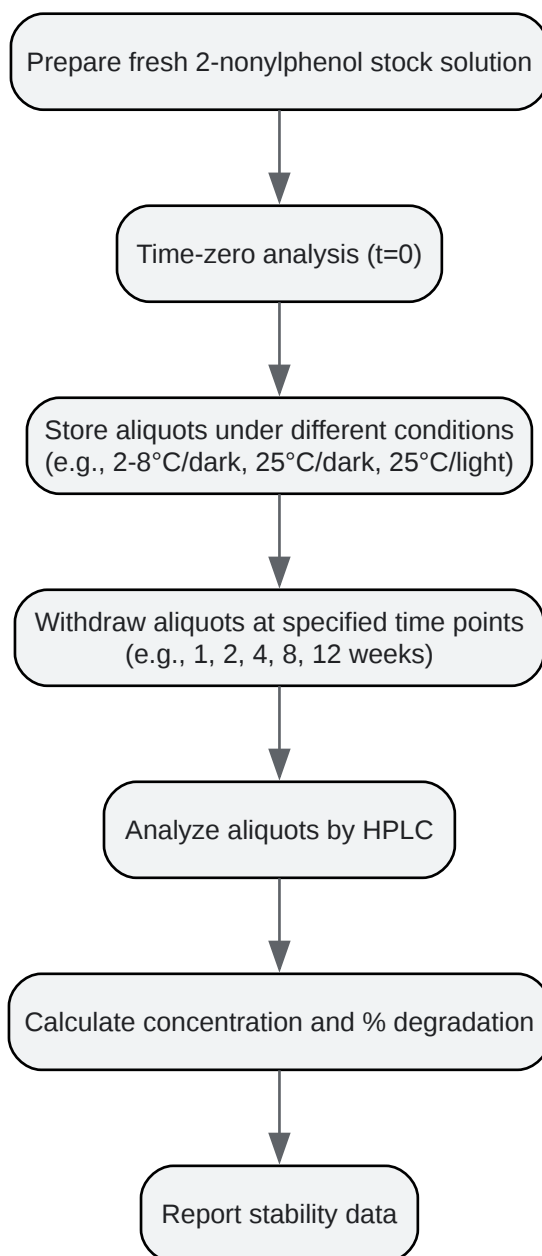 Prepare fresh 2-nonylphenol stock solution
Time-zero analysis (t=0)
Store aliquots under different conditions
(e.g., 2-8°C/dark, 25°C/dark, 25°C/light)
Withdraw aliquots at specified time points
(e.g., 1, 2, 4, 8, 12 weeks)
Analyze aliquots by HPLC
Calculate concentration and % degradation
Report stability data